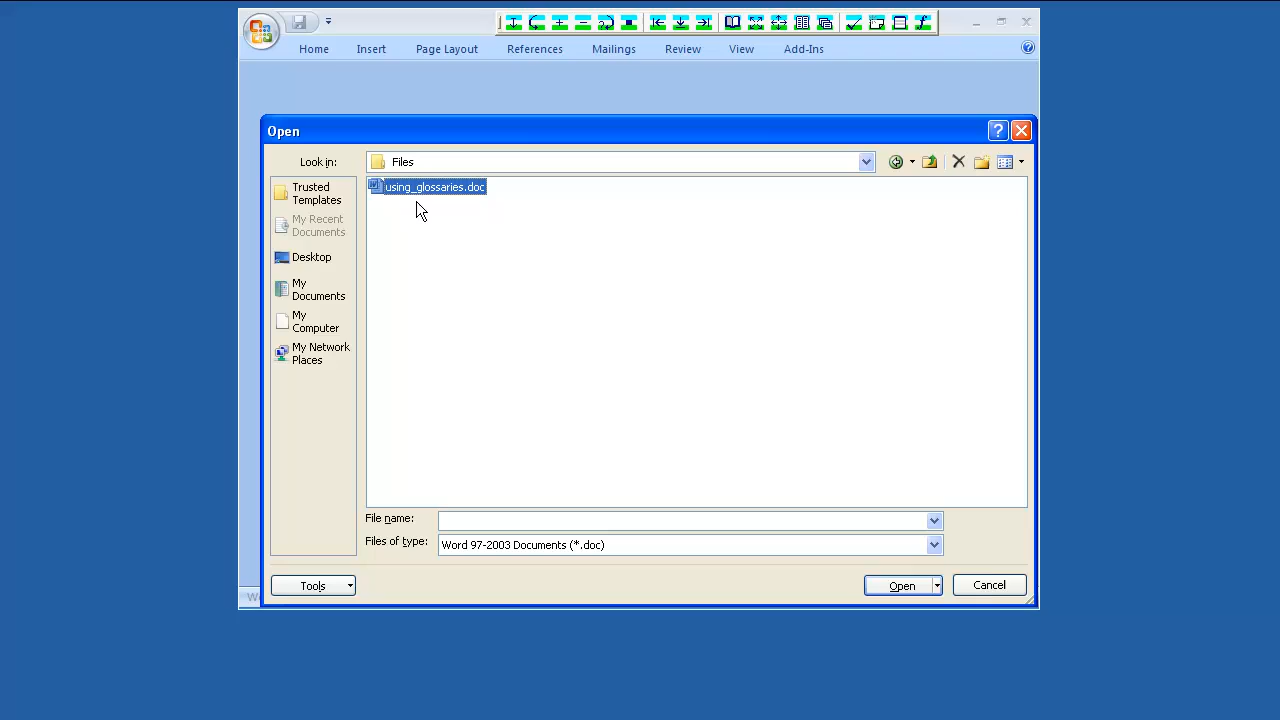 Home Insert Page Layout References Mailings Review View Add-Ins
Open
Look in: Files
Trusted
Templates
using_glossaries.doc
My Recent
Documents
Desktop
My
Documents
My
Computer
My Network
Places
File name:
Files of type: Word 97-2003 Documents (*.doc)
Tools Open Cancel